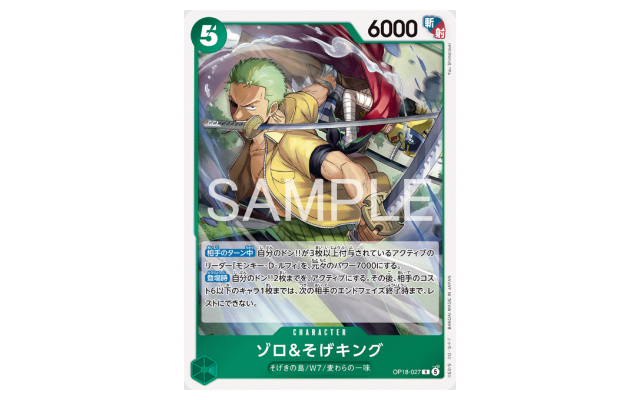 5
6000
斬
射
SAMPLE
相手のターン中 自分のドン!!が3枚以上付与されているアクティブの
リーダー「モンキー・D・ルフィ」を、元々のパワー7000にする。
登場時 自分のドン!!2枚までを、アクティブにする。その後、相手のコス
ト6以下のキャラ1枚までは、次の相手のエンドフェイズ終了時まで、レ
ストにできない。
CHARACTER
ゾロ&そげキング
そげきの島/W7/麦わらの一味
OP18-027 R